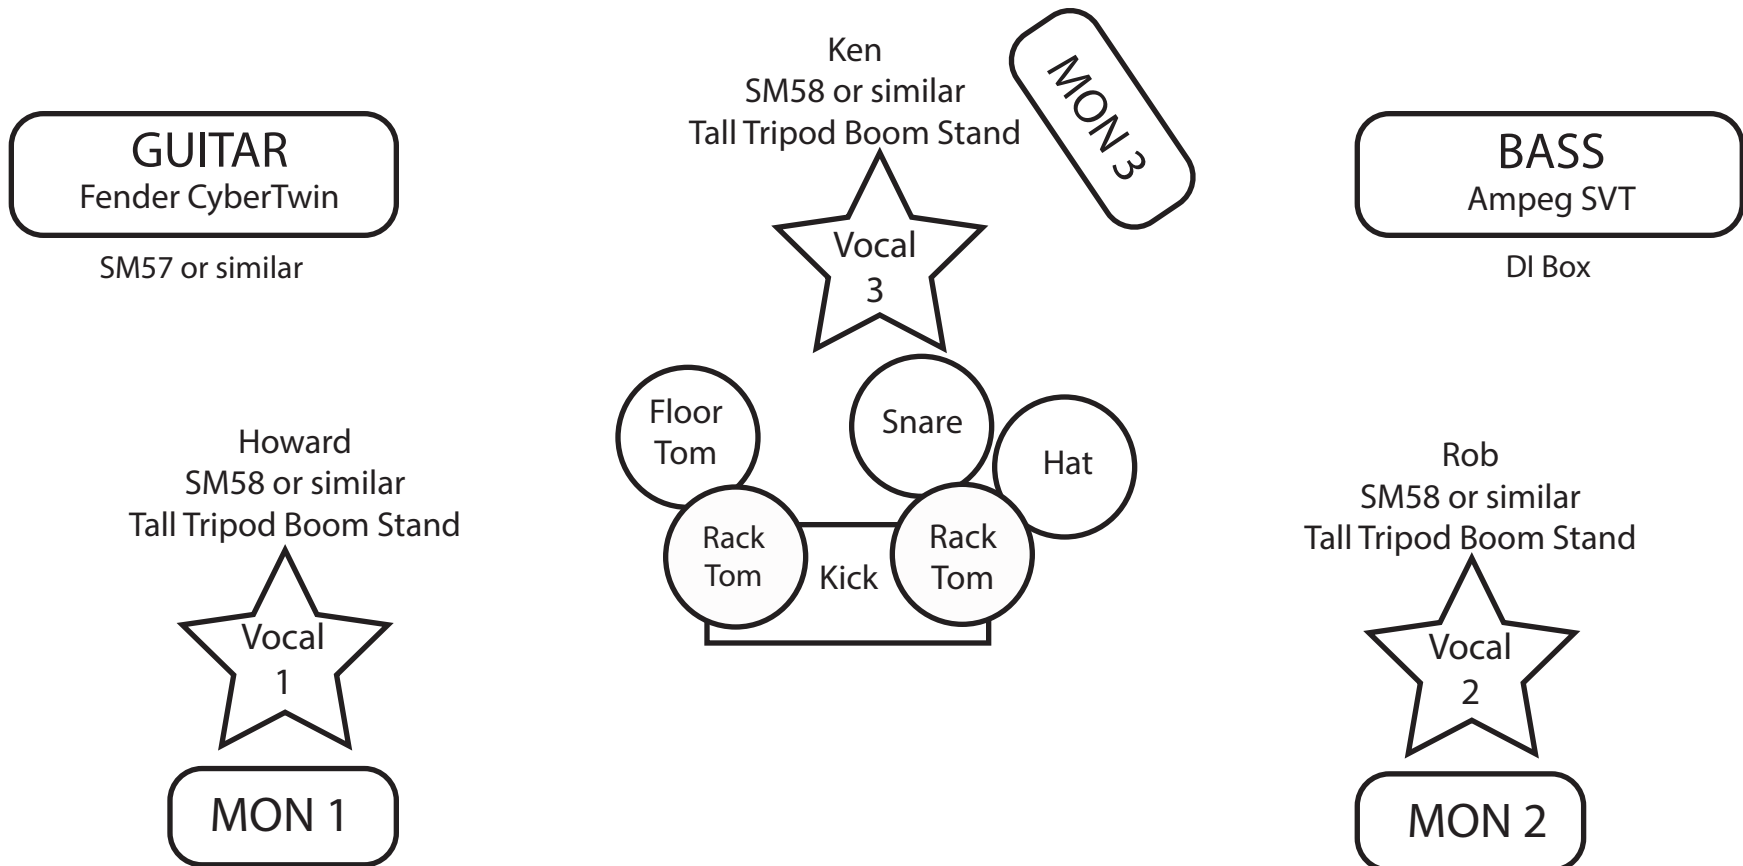 Ken
SM58 or similar
Tall Tripod Boom Stand
MON 3
GUITAR
Fender CyberTwin
SM57 or similar
BASS
Ampeg SVT
DI Box
Vocal
3
Floor
Tom
Snare
Hat
Rack
Tom
Kick
Rack
Tom
Howard
SM58 or similar
Tall Tripod Boom Stand
Vocal
1
MON 1
Rob
SM58 or similar
Tall Tripod Boom Stand
Vocal
2
MON 2